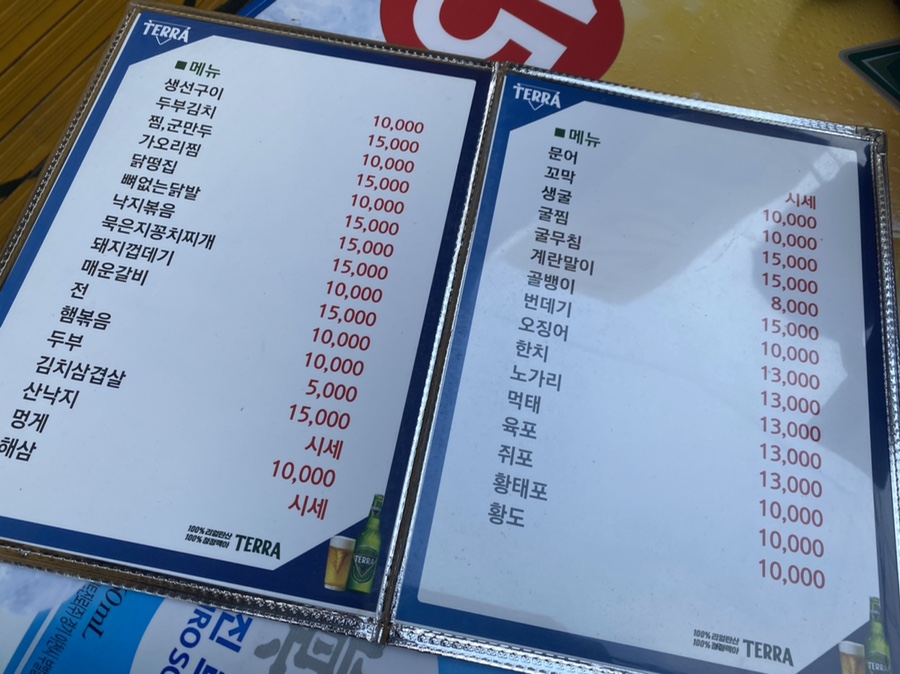 TERRA
■메뉴
생선구이 10,000
두부김치 15,000
찜,군만두 10,000
가오리찜 15,000
닭떵집 10,000
뼈없는닭발 15,000
낙지볶음 15,000
묵은지꽁치찌개 15,000
돼지껍데기 10,000
매운갈비 15,000
전 10,000
햄볶음 10,000
두부 5,000
김치삼겹살 15,000
산낙지 시세
멍게 10,000
해삼 시세
100% 리얼탄산
100% 청정맥아 TERRA
TERRA
TERRA
■메뉴
문어 시세
꼬막 10,000
생굴 10,000
굴찜 15,000
굴무침 15,000
계란말이 8,000
골뱅이 15,000
번데기 10,000
오징어 13,000
한치 13,000
노가리 13,000
먹태 13,000
육포 13,000
쥐포 10,000
황태포 10,000
황도 10,000
100% 리얼탄산
100% 청정맥아 TERRA
15
진